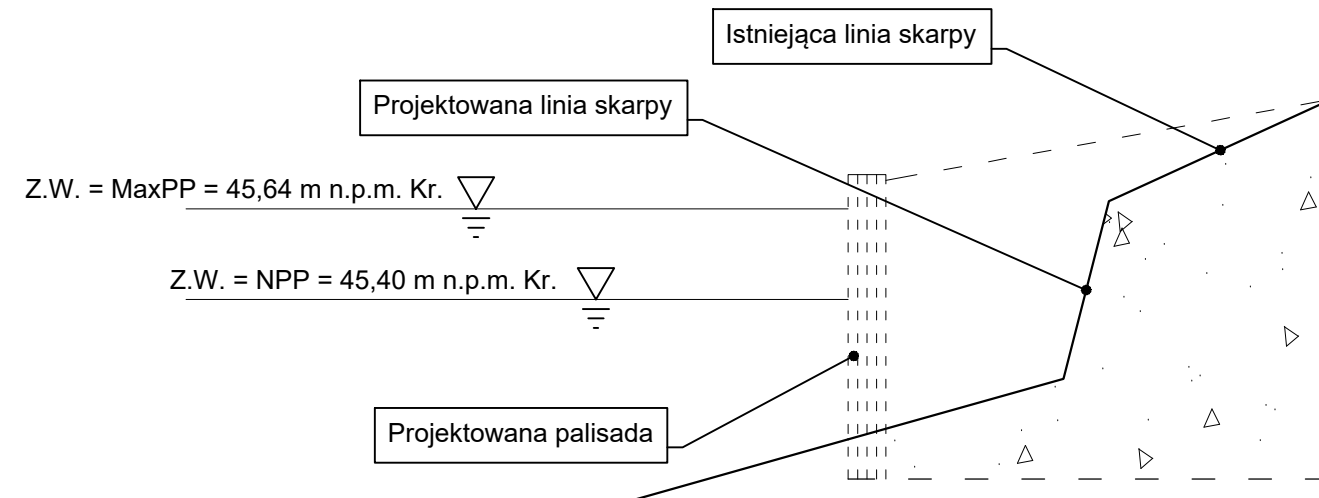 Istniejąca linia skarpy
Projektowana linia skarpy
Z.W. = MaxPP = 45,64 m n.p.m. Kr.
Z.W. = NPP = 45,40 m n.p.m. Kr.
Projektowana palisada